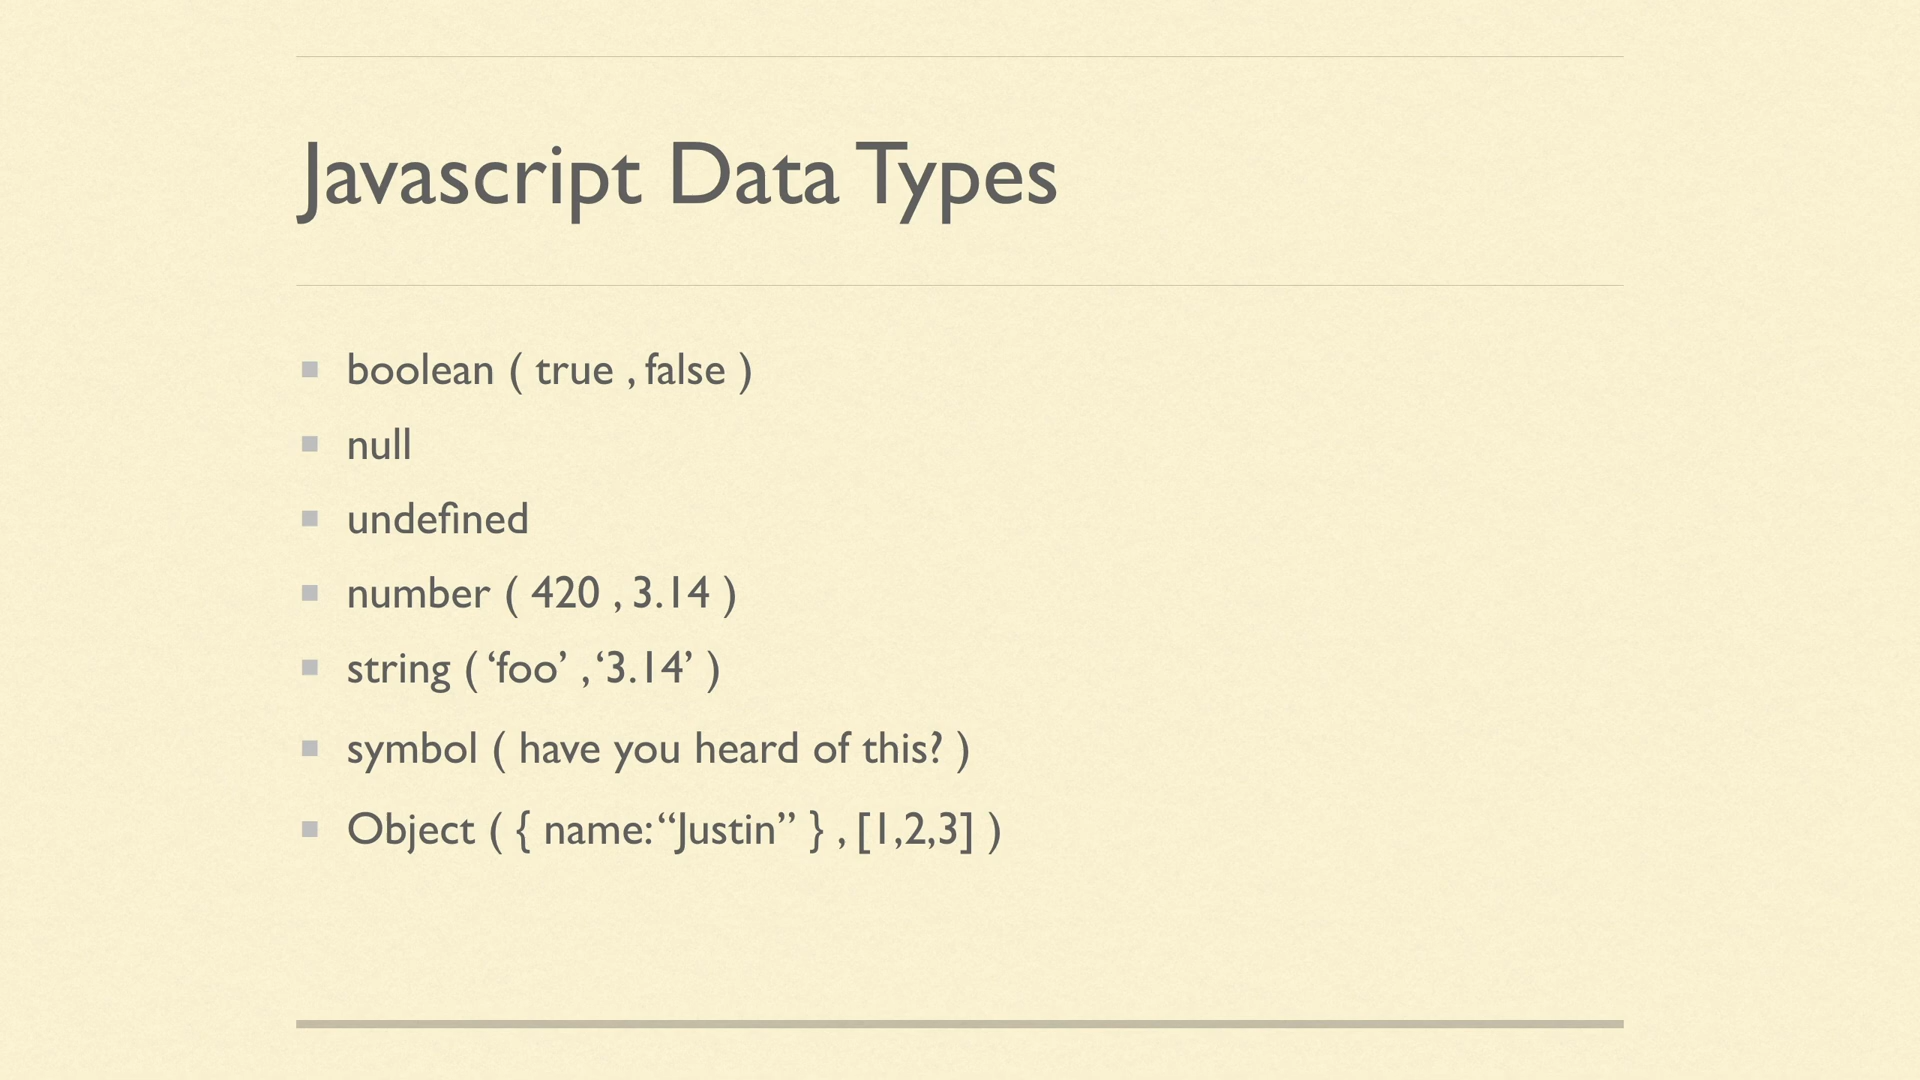 Javascript Data Types
boolean ( true , false )
null
undefined
number ( 420 , 3.14 )
string ( ‘foo’ , ‘3.14’ )
symbol ( have you heard of this? )
Object ( { name: “Justin” } , [1,2,3] )